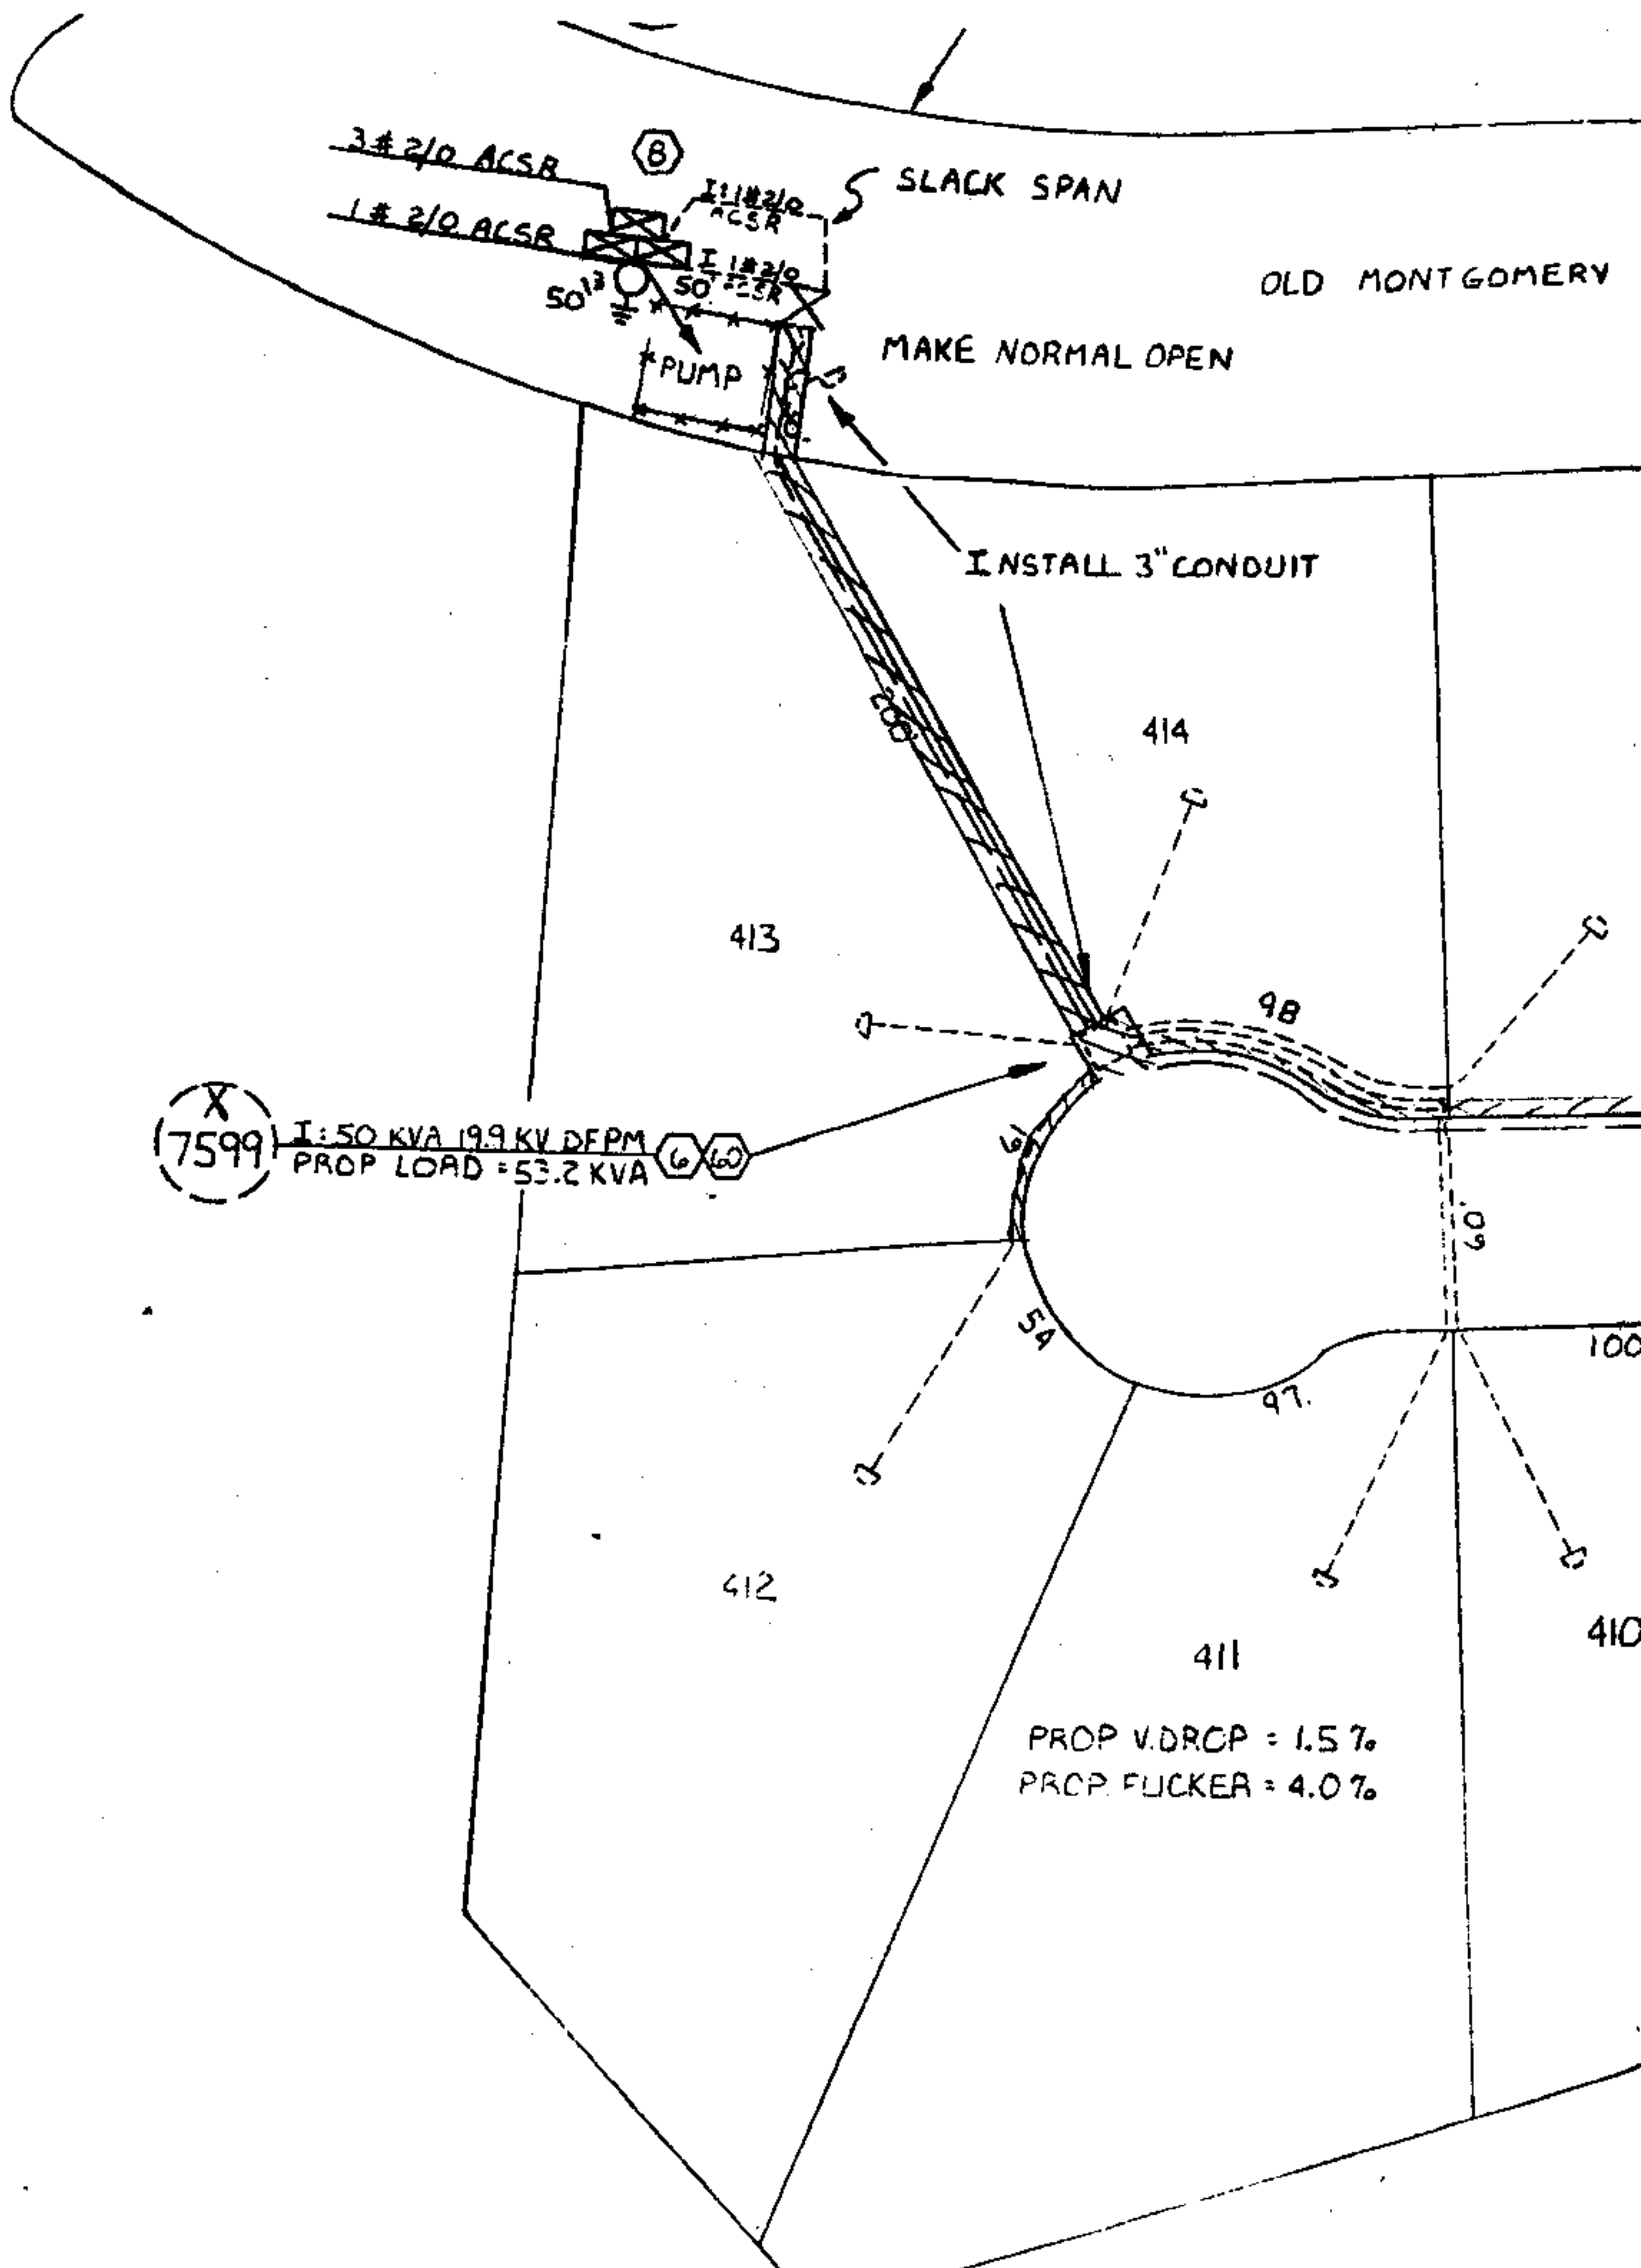 3 # 2/0 ACSR
8
I: 1 # 2/0
ACSR
SLACK SPAN
1 # 2/0 ACSR
I 1 # 2/0
50' ACSR
OLD MONTGOMERY
MAKE NORMAL OPEN
PUMP
INSTALL 3" CONDUIT
200'
414
413
98
X
7599
I: 50 KVA 19.9 KV DFPM
PROP LOAD = 53.2 KVA
6 60
61
60'
54
100
97
412
411
410
PROP V.DROP = 1.5 %
PROP. FLICKER = 4.0 %